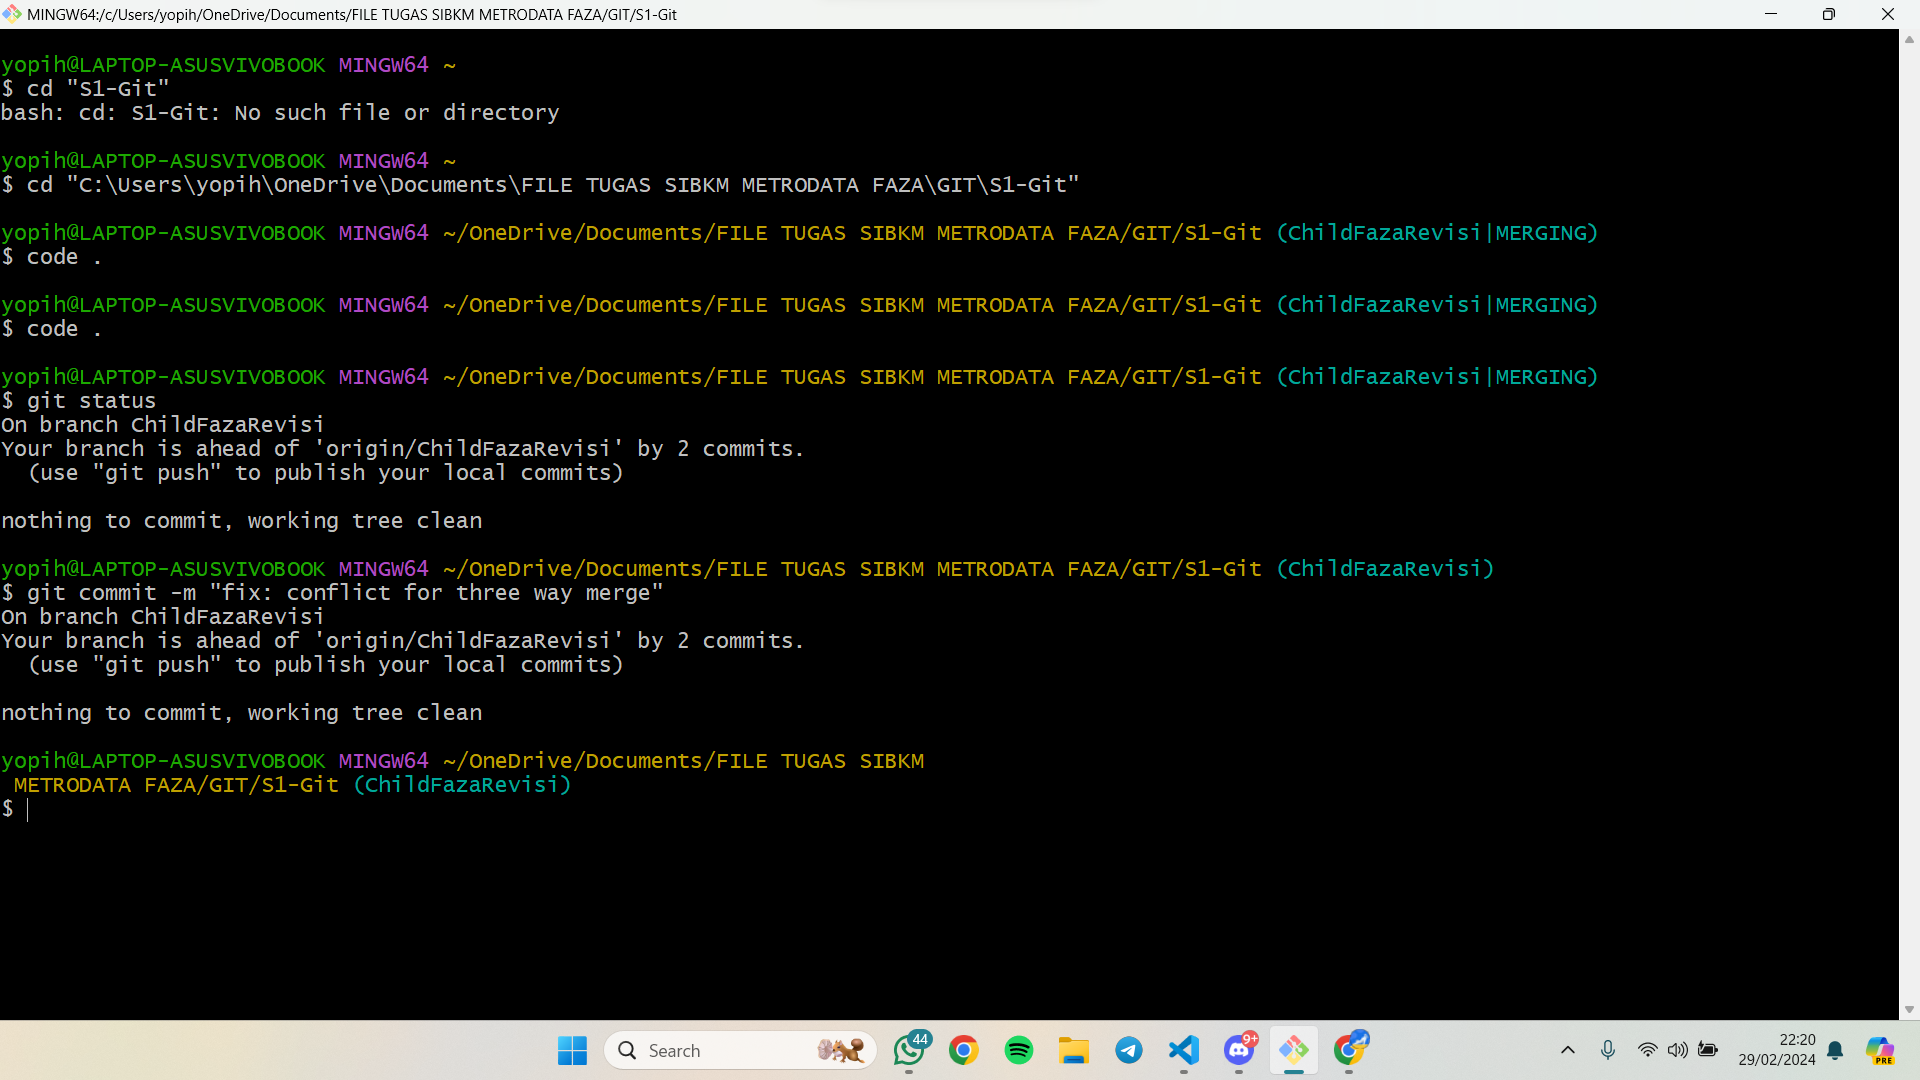 MINGW64:/c/Users/yopih/OneDrive/Documents/FILE TUGAS SIBKM METRODATA FAZA/GIT/S1-Git
yopih@LAPTOP-ASUSVIVOBOOK MINGW64 ~
$ cd "S1-Git"
bash: cd: S1-Git: No such file or directory
yopih@LAPTOP-ASUSVIVOBOOK MINGW64 ~
$ cd "C:\Users\yopih\OneDrive\Documents\FILE TUGAS SIBKM METRODATA FAZA\GIT\S1-Git"
yopih@LAPTOP-ASUSVIVOBOOK MINGW64 ~/OneDrive/Documents/FILE TUGAS SIBKM METRODATA FAZA/GIT/S1-Git (ChildFazaRevisi|MERGING)
$ code .
yopih@LAPTOP-ASUSVIVOBOOK MINGW64 ~/OneDrive/Documents/FILE TUGAS SIBKM METRODATA FAZA/GIT/S1-Git (ChildFazaRevisi|MERGING)
$ code .
yopih@LAPTOP-ASUSVIVOBOOK MINGW64 ~/OneDrive/Documents/FILE TUGAS SIBKM METRODATA FAZA/GIT/S1-Git (ChildFazaRevisi|MERGING)
$ git status
On branch ChildFazaRevisi
Your branch is ahead of 'origin/ChildFazaRevisi' by 2 commits.
  (use "git push" to publish your local commits)
nothing to commit, working tree clean
yopih@LAPTOP-ASUSVIVOBOOK MINGW64 ~/OneDrive/Documents/FILE TUGAS SIBKM METRODATA FAZA/GIT/S1-Git (ChildFazaRevisi)
$ git commit -m "fix: conflict for three way merge"
On branch ChildFazaRevisi
Your branch is ahead of 'origin/ChildFazaRevisi' by 2 commits.
  (use "git push" to publish your local commits)
nothing to commit, working tree clean
yopih@LAPTOP-ASUSVIVOBOOK MINGW64 ~/OneDrive/Documents/FILE TUGAS SIBKM
 METRODATA FAZA/GIT/S1-Git (ChildFazaRevisi)
$
Search
44
9+
22:20
29/02/2024
PRE